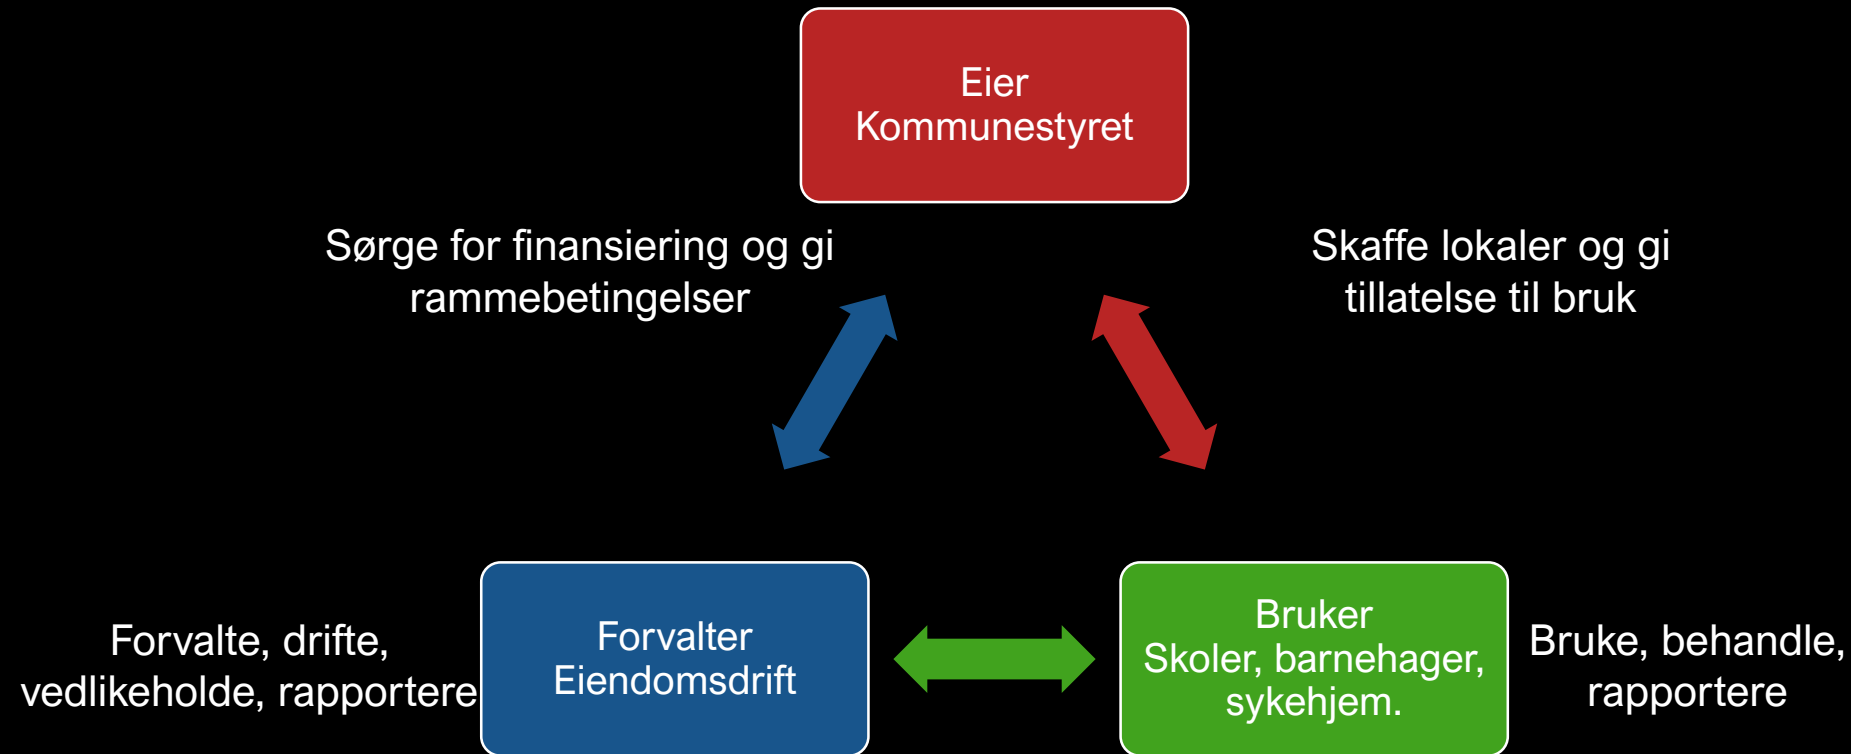 Eier
Kommunestyret
Sørge for finansiering og gi
rammebetingelser
Skaffe lokaler og gi
tillatelse til bruk
Forvalte, drifte,
vedlikeholde, rapportere
Forvalter
Eiendomsdrift
Bruker
Skoler, barnehager,
sykehjem.
Bruke, behandle,
rapportere